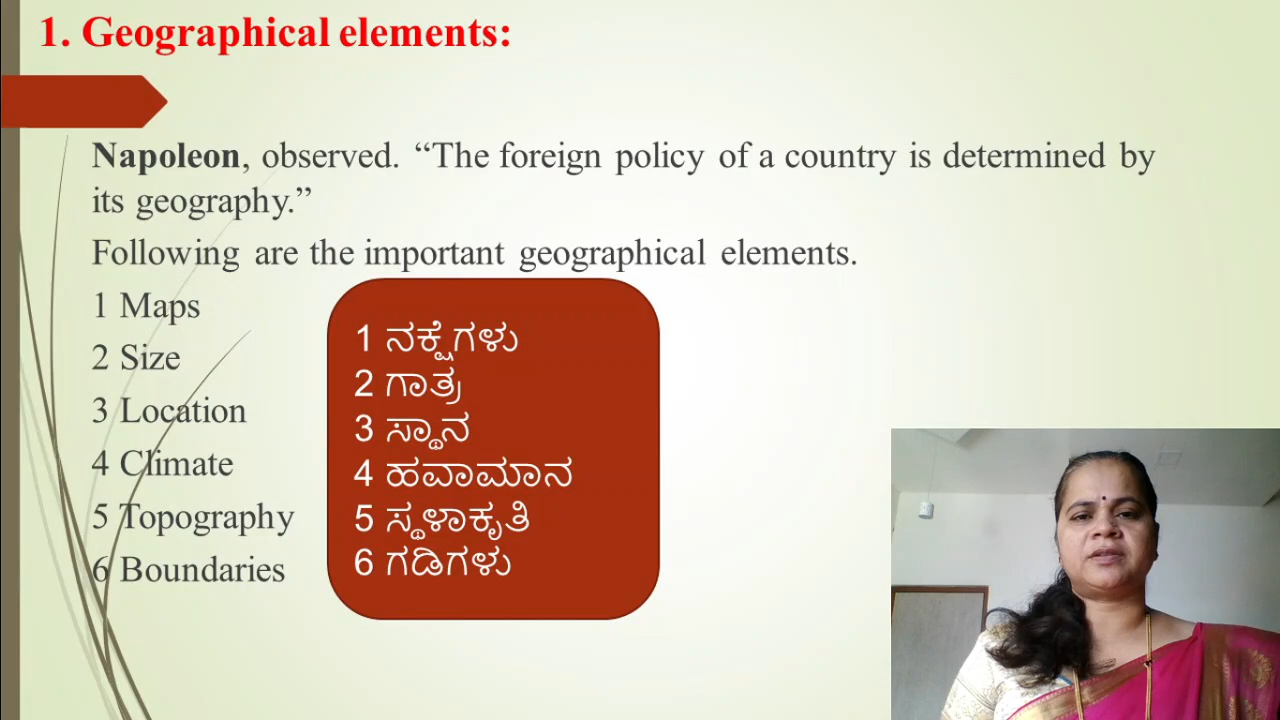 1. Geographical elements:
Napoleon, observed. “The foreign policy of a country is determined by
its geography.”
Following are the important geographical elements.
1 Maps
2 Size
3 Location
4 Climate
5 Topography
6 Boundaries
1 ನಕ್ಷೆಗಳು
2 ಗಾತ್ರ
3 ಸ್ಥಾನ
4 ಹವಾಮಾನ
5 ಸ್ಥಳಾಕೃತಿ
6 ಗಡಿಗಳು